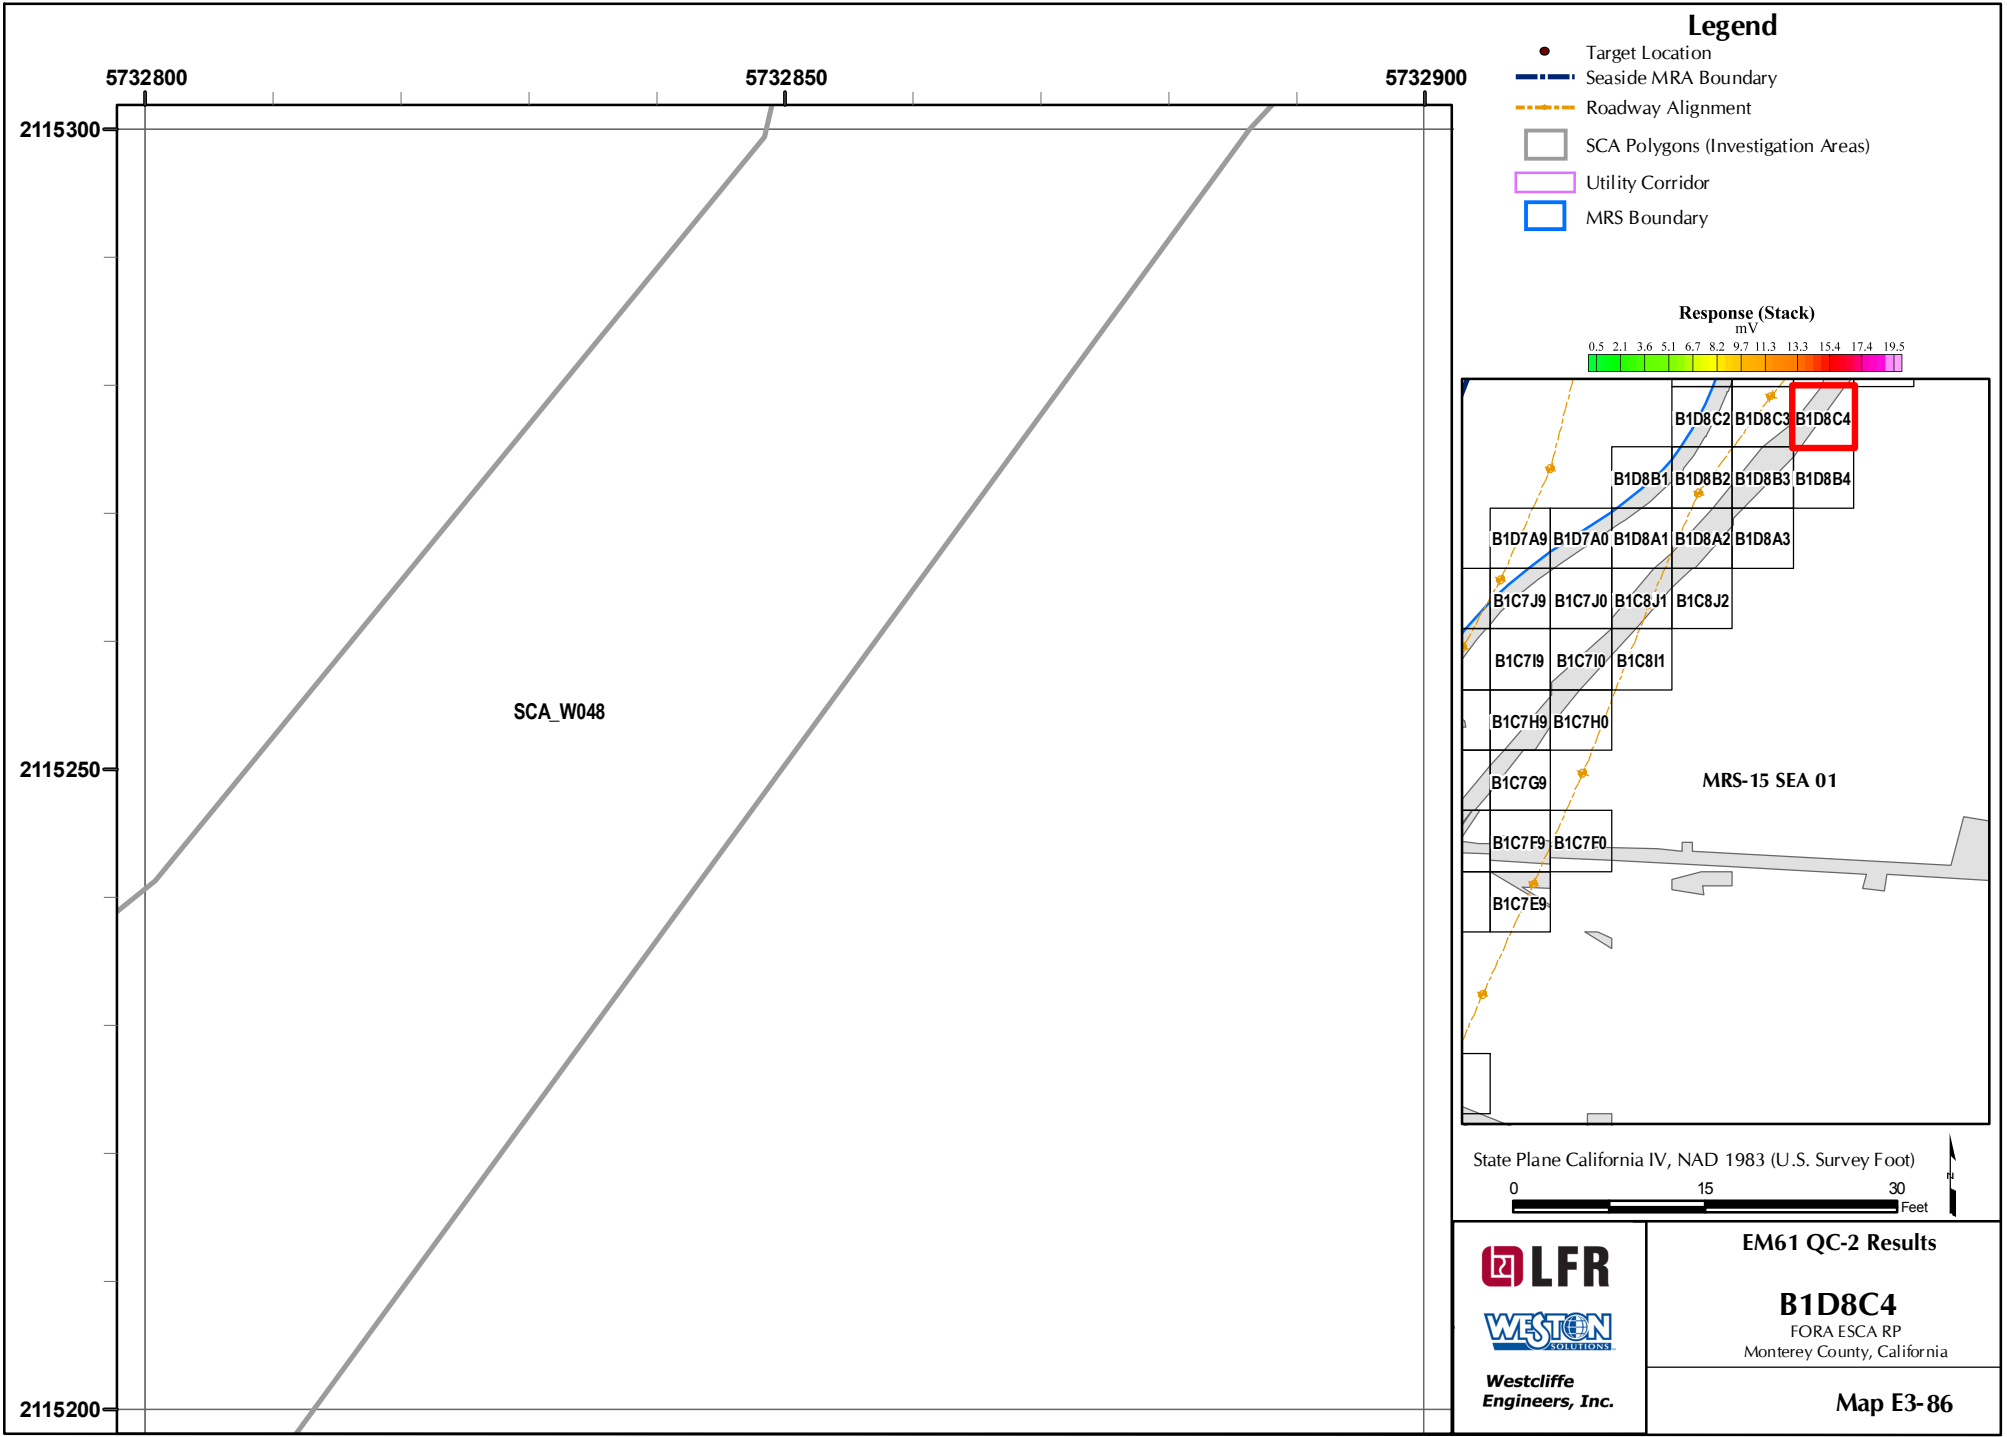 5732800
5732850
5732900
2115300
2115250
2115200
SCA_W048
Legend
Target Location
Seaside MRA Boundary
Roadway Alignment
SCA Polygons (Investigation Areas)
Utility Corridor
MRS Boundary
Response (Stack)
mV
0.5 2.1 3.6 5.1 6.7 8.2 9.7 11.3 13.3 15.4 17.4 19.5
B1D8C2 B1D8C3 B1D8C4
B1D8B1 B1D8B2 B1D8B3 B1D8B4
B1D7A9 B1D7A0 B1D8A1 B1D8A2 B1D8A3
B1C7J9 B1C7J0 B1C8J1 B1C8J2
B1C7I9 B1C7I0 B1C8I1
B1C7H9 B1C7H0
B1C7G9
MRS-15 SEA 01
B1C7F9 B1C7F0
B1C7E9
State Plane California IV, NAD 1983 (U.S. Survey Foot)
0 15 30
Feet
N
LFR
WESTON
SOLUTIONS
Westcliffe
Engineers, Inc.
EM61 QC-2 Results
B1D8C4
FORA ESCA RP
Monterey County, California
Map E3-86